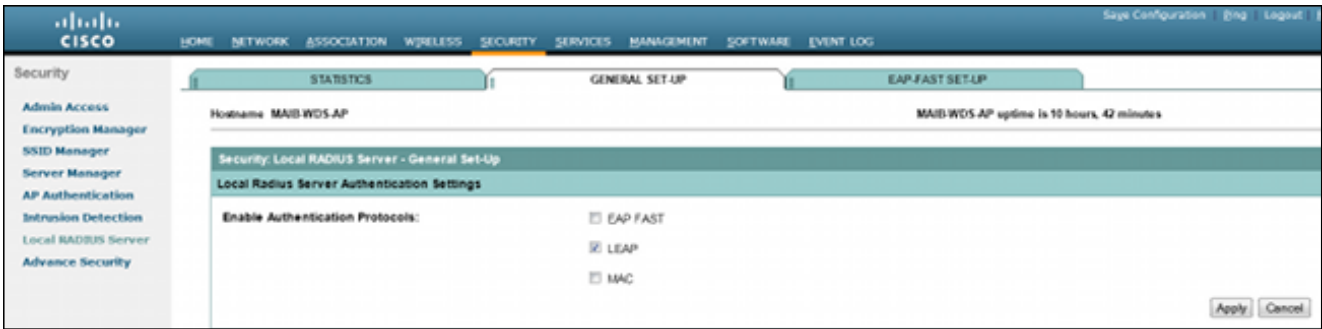 Save Configuration | Ping | Logout |
CISCO
HOME NETWORK ASSOCIATION WIRELESS SECURITY SERVICES MANAGEMENT SOFTWARE EVENT LOG
Security
STATISTICS GENERAL SET-UP EAP-FAST SET-UP
Admin Access
Encryption Manager
SSID Manager
Server Manager
AP Authentication
Intrusion Detection
Local RADIUS Server
Advance Security
Hostname MAIB-WDS-AP MAIB-WDS-AP uptime is 10 hours, 42 minutes
Security: Local RADIUS Server - General Set-Up
Local Radius Server Authentication Settings
Enable Authentication Protocols: EAP FAST
LEAP
MAC
Apply Cancel